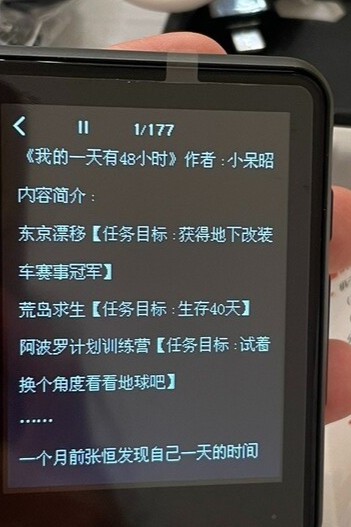 1/177
《我的一天有48小时》作者:小呆昭
内容简介:
东京漂移【任务目标:获得地下改装
车赛事冠军】
荒岛求生【任务目标:生存40天】
阿波罗计划训练营【任务目标:试着
换个角度看看地球吧】
……
一个月前张恒发现自己一天的时间